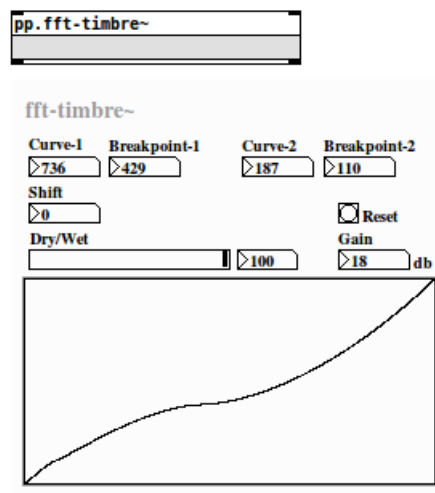 pp.fft-timbre~
fft-timbre~
Curve-1 Breakpoint-1 Curve-2 Breakpoint-2
736 429 187 110
Shift
0 Reset
Dry/Wet Gain
100 18 db